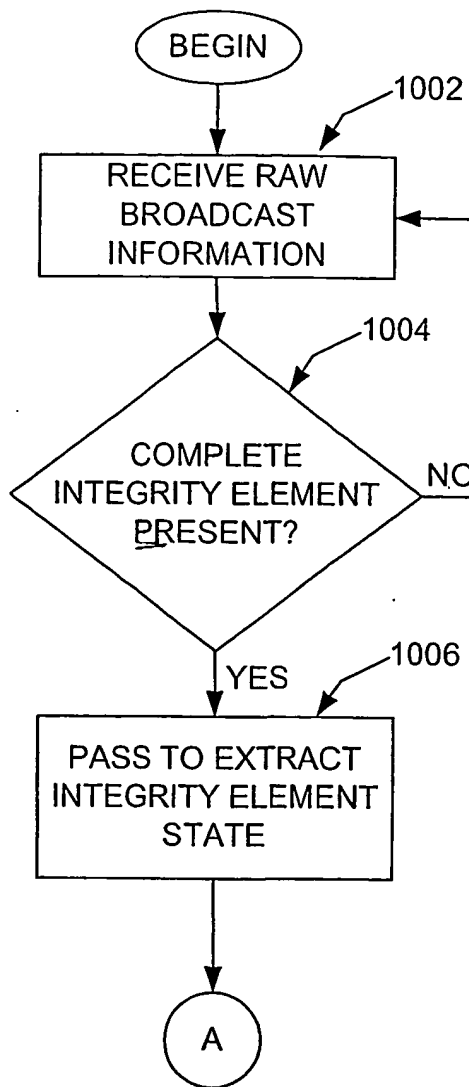 BEGIN
1002
RECEIVE RAW
BROADCAST
INFORMATION
1004
COMPLETE
INTEGRITY ELEMENT
PRESENT?
NO
YES
1006
PASS TO EXTRACT
INTEGRITY ELEMENT
STATE
A